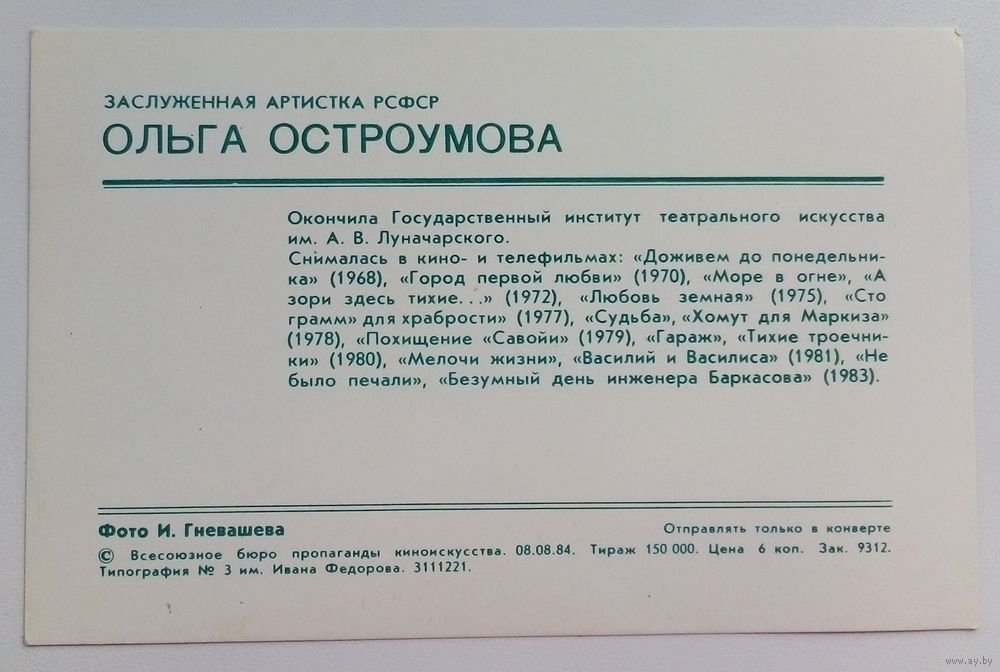 ЗАСЛУЖЕННАЯ АРТИСТКА РСФСР
ОЛЬГА ОСТРОУМОВА
Окончила Государственный институт театрального искусства
им. А. В. Луначарского.
Снималась в кино- и телефильмах: «Доживем до понедельни-
ка» (1968), «Город первой любви» (1970), «Море в огне», «А
зори здесь тихие...» (1972), «Любовь земная» (1975), «Сто
грамм» для храбрости» (1977), «Судьба», «Хомут для Маркиза»
(1978), «Похищение «Савойи» (1979), «Гараж», «Тихие троечни-
ки» (1980), «Мелочи жизни», «Василий и Василиса» (1981), «Не
было печали», «Безумный день инженера Баркасова» (1983).
Фото И. Гневашева
Отправлять только в конверте
© Всесоюзное бюро пропаганды киноискусства. 08.08.84. Тираж 150 000. Цена 6 коп. Зак. 9312.
Типография № 3 им. Ивана Федорова. 3111221.
www.ay.by